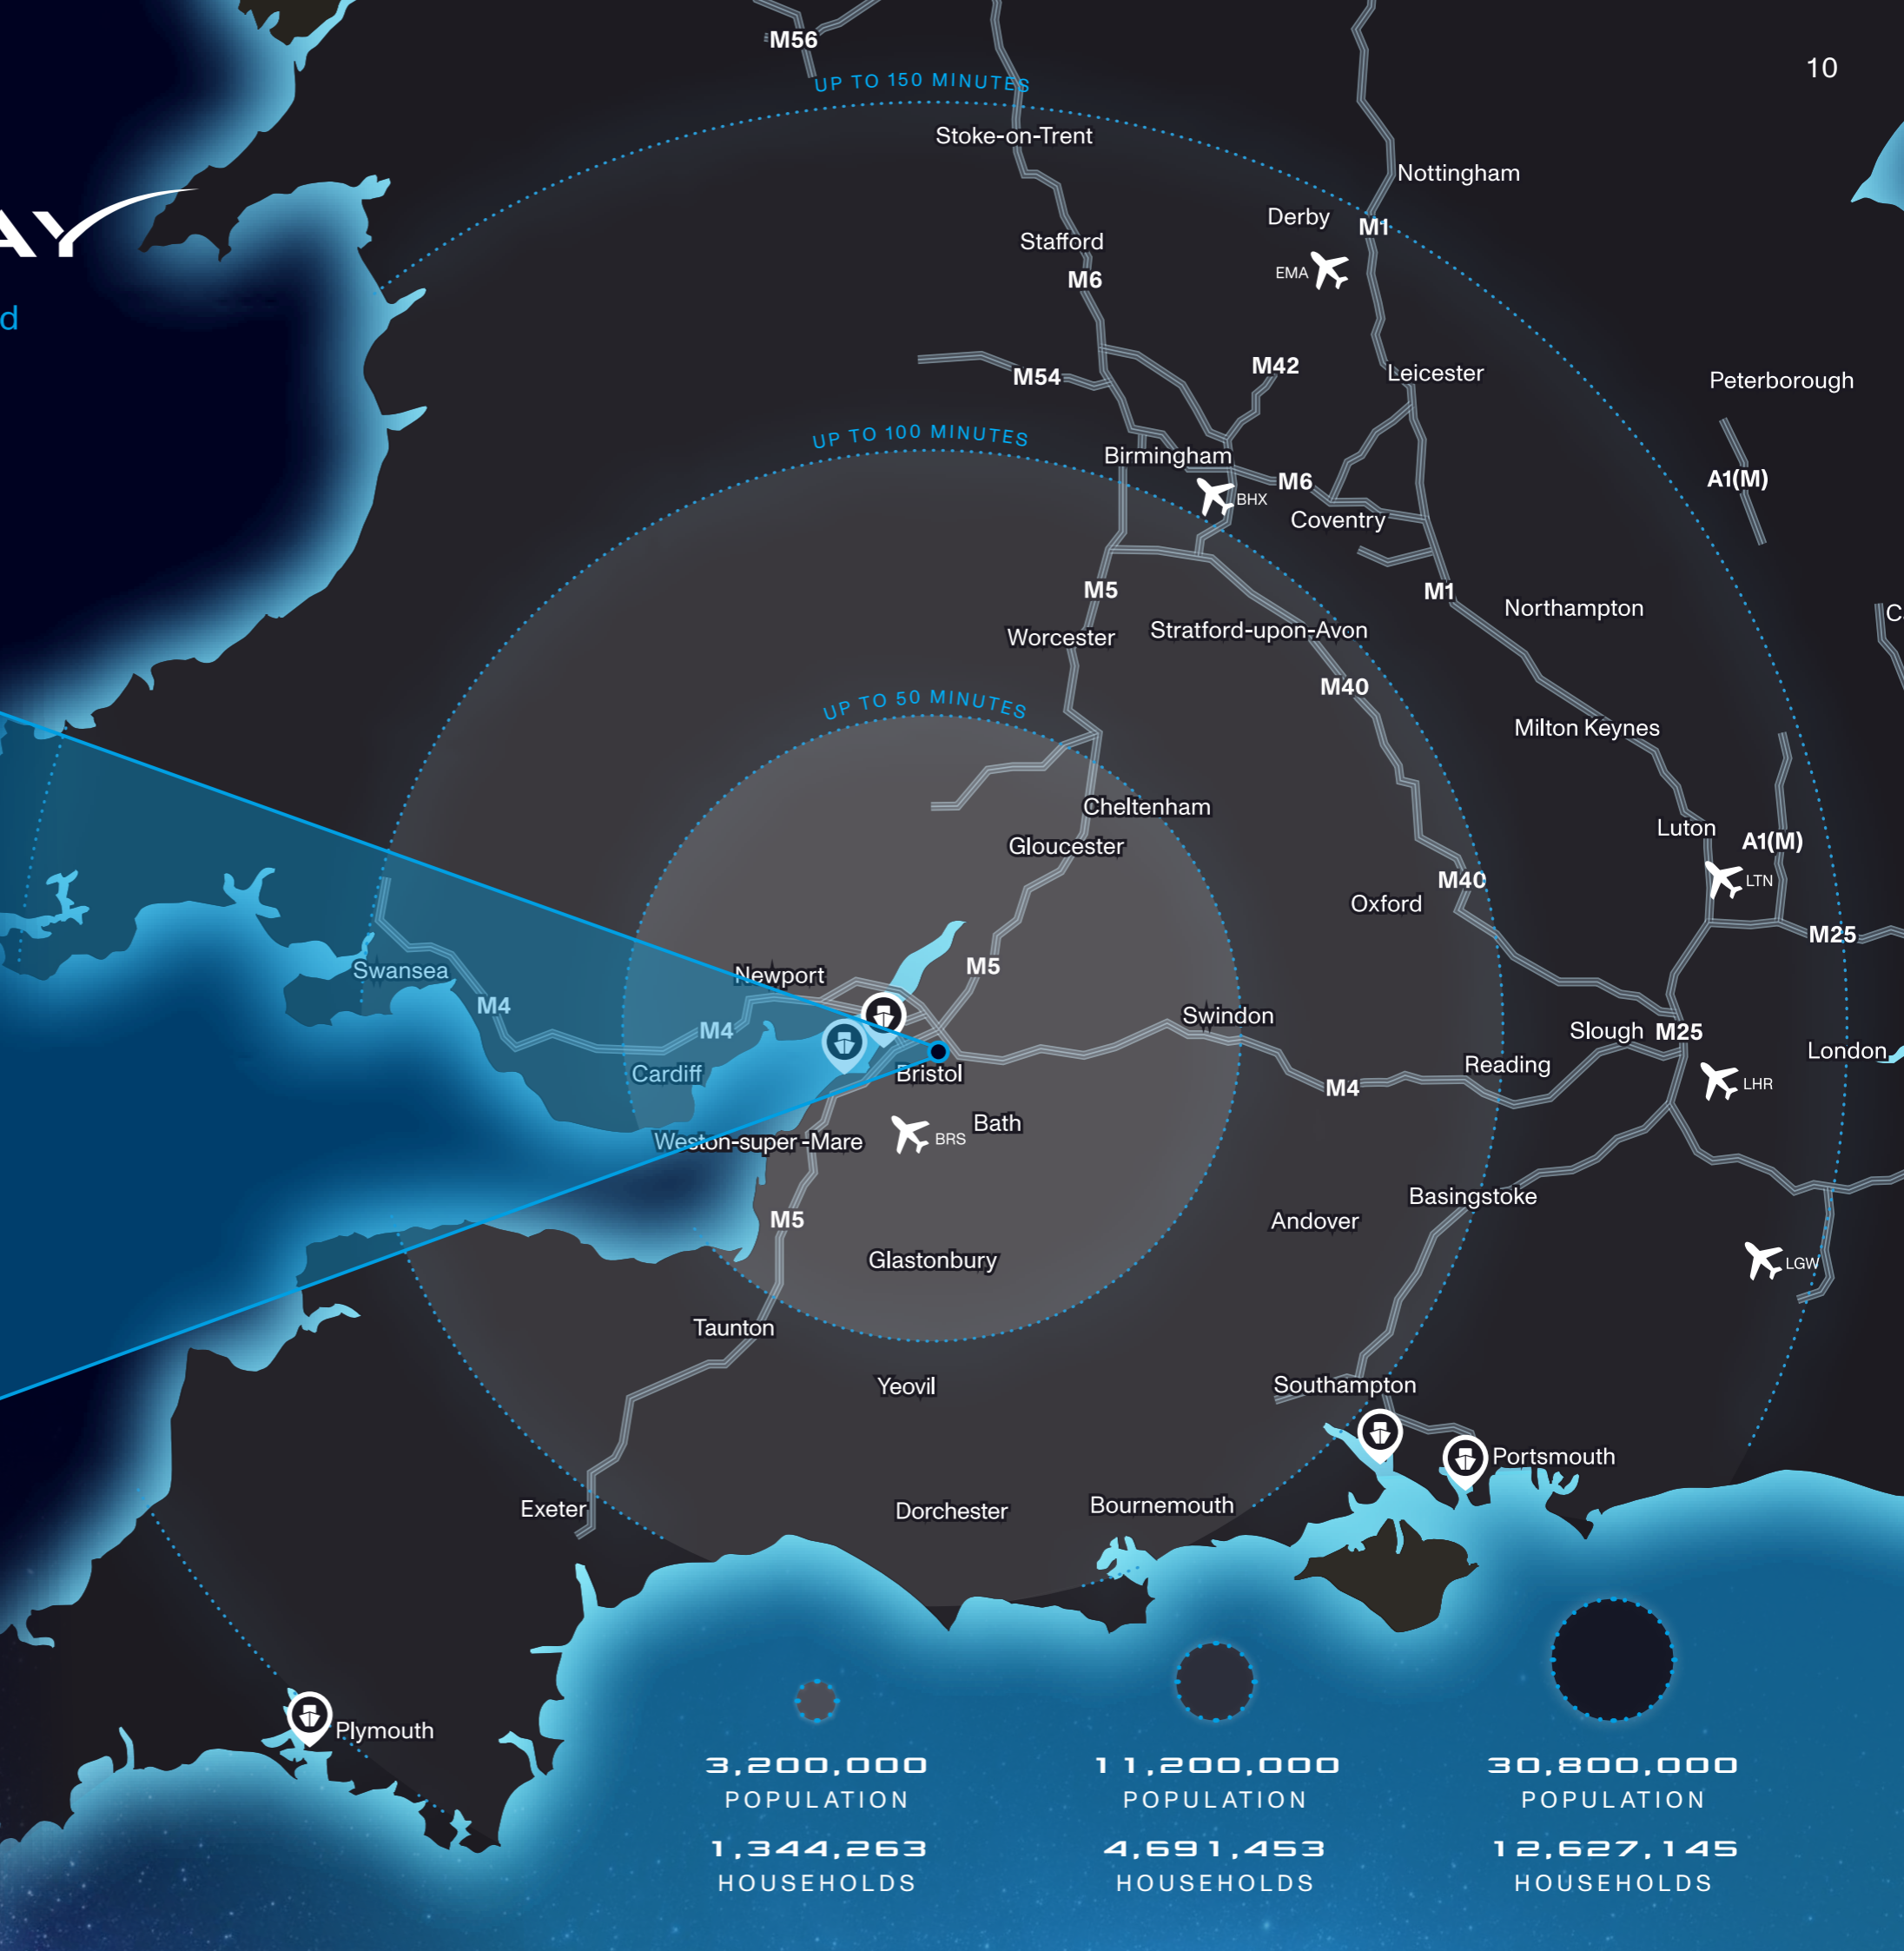 10
M56
UP TO 150 MINUTES
Stoke-on-Trent
Nottingham
AY
Derby
M1
Stafford
EMA
M6
d
M42
M54
Leicester
Peterborough
UP TO 100 MINUTES
Birmingham
M6
A1(M)
BHX
Coventry
M5
M1
Northampton
C
Worcester
Stratford-upon-Avon
M40
UP TO 50 MINUTES
Milton Keynes
Cheltenham
Luton
A1(M)
Gloucester
M40
LTN
Oxford
M25
Swansea
Newport
M5
M4
M4
Swindon
Slough
M25
London
Cardiff
Bristol
Reading
M4
LHR
Bath
BRS
Weston-super-Mare
Basingstoke
M5
Andover
Glastonbury
LGW
Taunton
Yeovil
Southampton
Portsmouth
Exeter
Dorchester
Bournemouth
Plymouth
3,200,000
POPULATION
1,344,263
HOUSEHOLDS
11,200,000
POPULATION
4,691,453
HOUSEHOLDS
30,800,000
POPULATION
12,627,145
HOUSEHOLDS